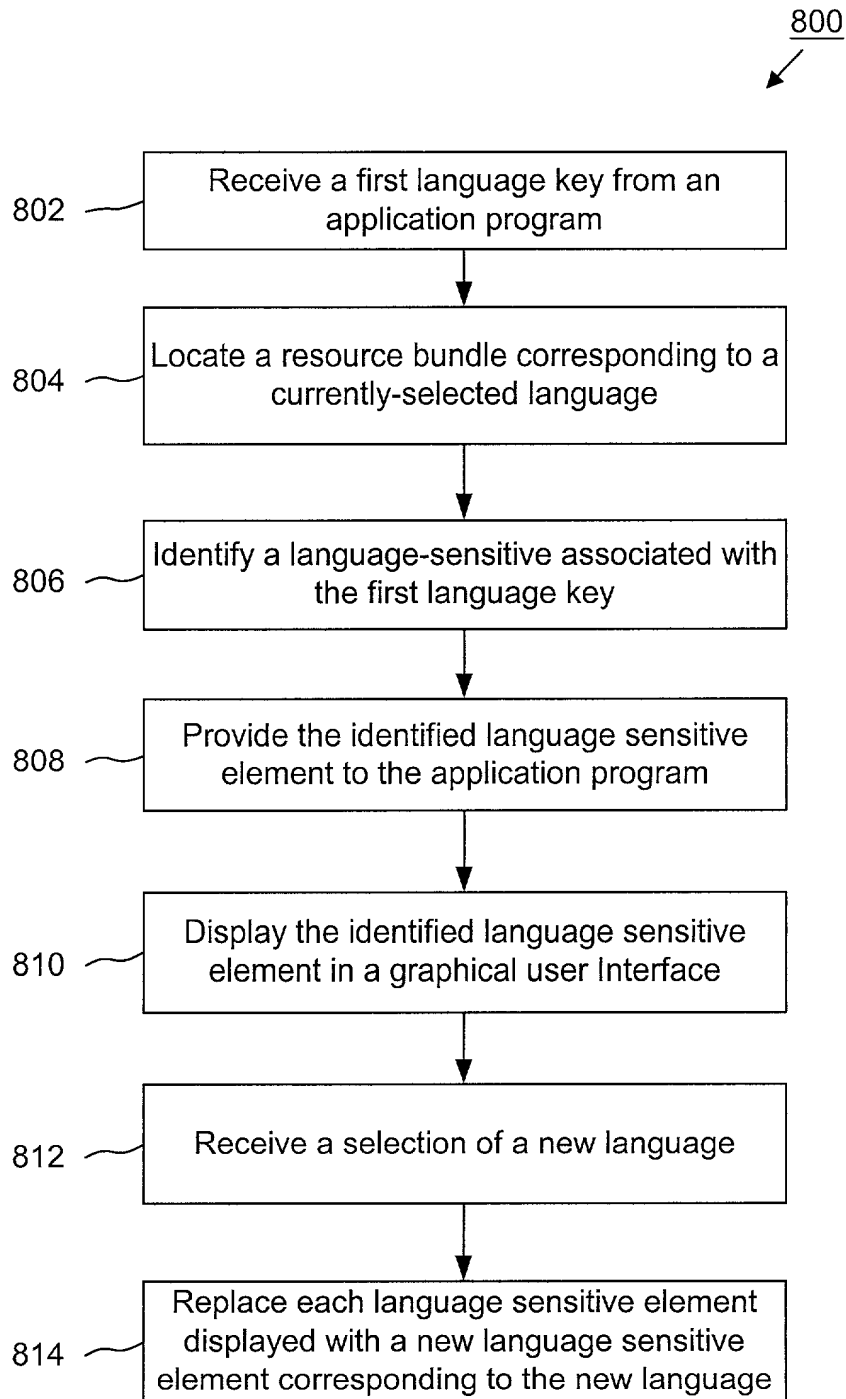 800
802
Receive a first language key from an
application program
804
Locate a resource bundle corresponding to a
currently-selected language
806
Identify a language-sensitive associated with
the first language key
808
Provide the identified language sensitive
element to the application program
810
Display the identified language sensitive
element in a graphical user Interface
812
Receive a selection of a new language
814
Replace each language sensitive element
displayed with a new language sensitive
element corresponding to the new language